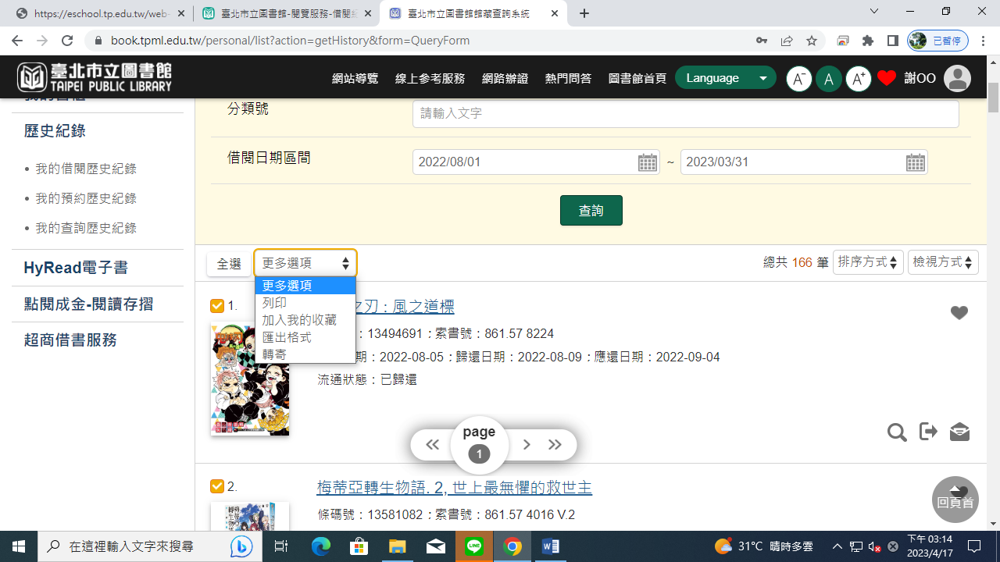 https://eschool.tp.edu.tw/web-
臺北市立圖書館-閱覽服務-借閱紀
臺北市立圖書館館藏查詢系統
book.tpml.edu.tw/personal/list?action=getHistory&form=QueryForm
已暫停
臺北市立圖書館
TAIPEI PUBLIC LIBRARY
網站導覽 線上參考服務 網路辦證 熱門問答 圖書館首頁 Language A- A A+ 謝OO
歷史紀錄
我的借閱歷史紀錄
我的預約歷史紀錄
我的查詢歷史紀錄
HyRead電子書
點閱成金-閱讀存摺
超商借書服務
分類號 請輸入文字
借閱日期區間 2022/08/01 ~ 2023/03/31
查詢
全選 更多選項 總共 166 筆 排序方式 檢視方式
更多選項
列印
加入我的收藏
匯出格式
轉寄
1. 之刃 : 風之道標
：13494691 ；索書號：861.57 8224
期：2022-08-05 ；歸還日期：2022-08-09 ；應還日期：2022-09-04
流通狀態：已歸還
page
1
2. 梅蒂亞轉生物語. 2, 世上最無懼的救世主
條碼號：13581082 ；索書號：861.57 4016 V.2
回頁首
在這裡輸入文字來搜尋
LINE
31°C 晴時多雲
下午 03:14
2023/4/17